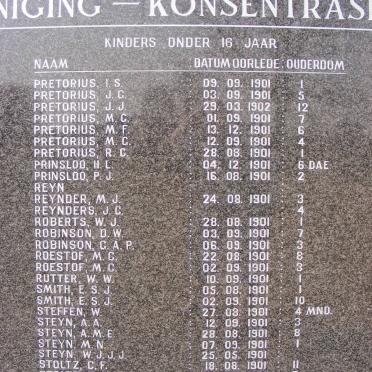 NIGING — KONSENTRAS
KINDERS ONDER 16 JAAR
NAAM DATUM OORLEDE OUDERDOM
PRETORIUS, I. S. 09. 09. 1901 1
PRETORIUS, J. C. 03. 09. 1901 5
PRETORIUS, J. J. 29. 03. 1902 12
PRETORIUS, M. C. 01. 09. 1901 7
PRETORIUS, M. F. 13. 12. 1901 6
PRETORIUS, M. C. 12. 09. 1901 4
PRETORIUS, R. C. 28. 08. 1901 1
PRINSLOO, H. L. 04. 12. 1901 6 DAE
PRINSLOO, P. J. 16. 08. 1901 2
REYN
REYNDER, M. J. 24. 08. 1901 3
REYNDERS, J. C. 4
ROBERTS, W. J. 28. 08. 1901 1
ROBINSON, D. W. 03. 09. 1901 7
ROBINSON, C. A. P. 06. 09. 1901 3
ROESTOF, M. C. 22. 08. 1901 8
ROESTOF, M. C. 02. 09. 1901 3
RUTTER, W. W. 10. 09. 1901 1
SMITH, E. S. J. 05. 08. 1901 1
SMITH, E. S. J. 02. 09. 1901 10
STEFFEN, W. 27. 08. 1901 4 MND.
STEYN, A. A. 12. 09. 1901 3
STEYN, A. M. E. 28. 08. 1901 8
STEYN, M. N. 07. 09. 1901 1
STEYN, W. J. J. J. 25. 05. 1901
STOLTZ, C. F. 18. 08. 1901 11